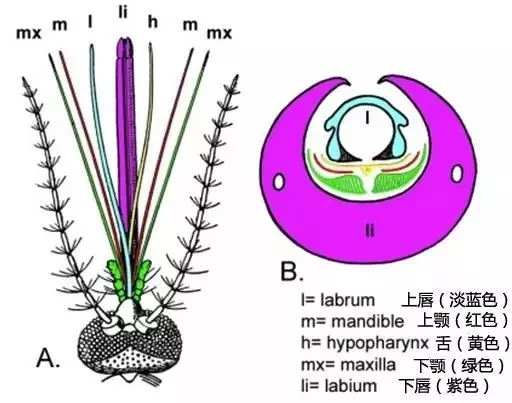 mx m l li h m mx
l
li
A.
B.
l= labrum 上唇（淡蓝色）
m= mandible 上颚（红色）
h= hypopharynx 舌（黄色）
mx= maxilla 下颚（绿色）
li= labium 下唇（紫色）